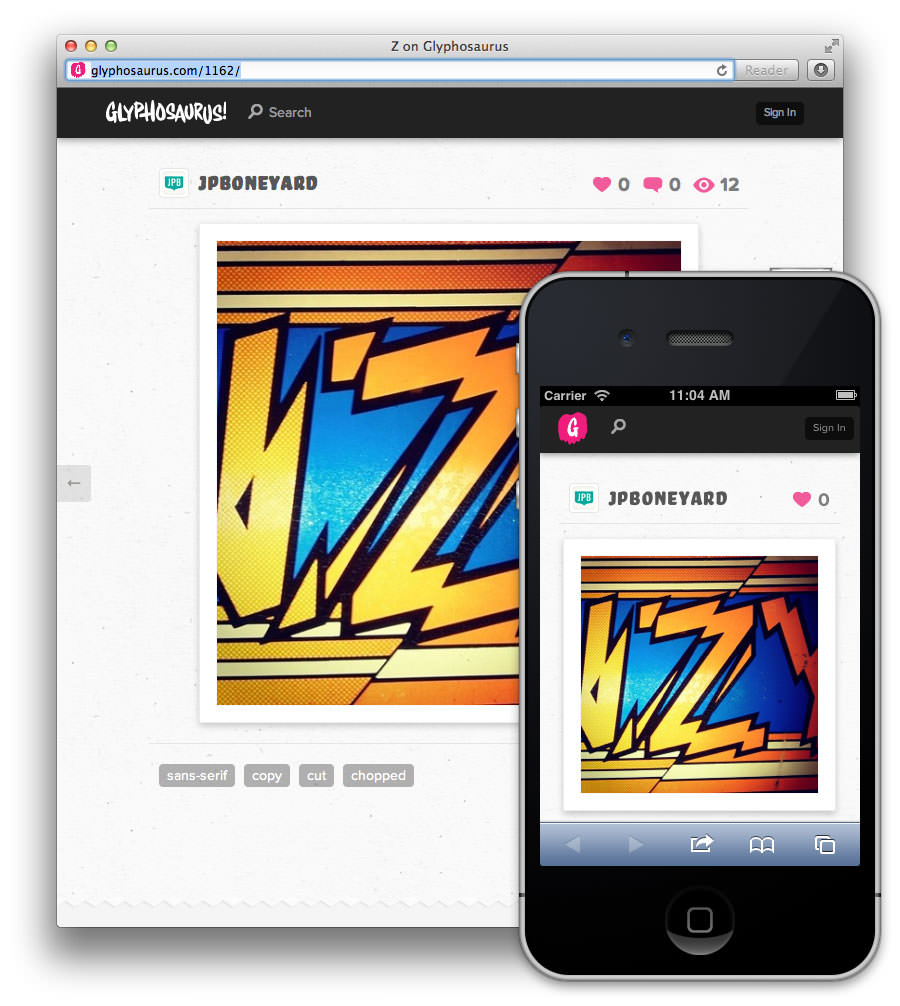 Z on Glyphosaurus
glyphosaurus.com/1162/
Reader
GLYPHOSAURUS!
Search
Sign In
JPB
JPBONEYARD
0
0
12
Z
sans-serif
copy
cut
chopped
Carrier
11:04 AM
G
Sign In
JPB
JPBONEYARD
0
Z